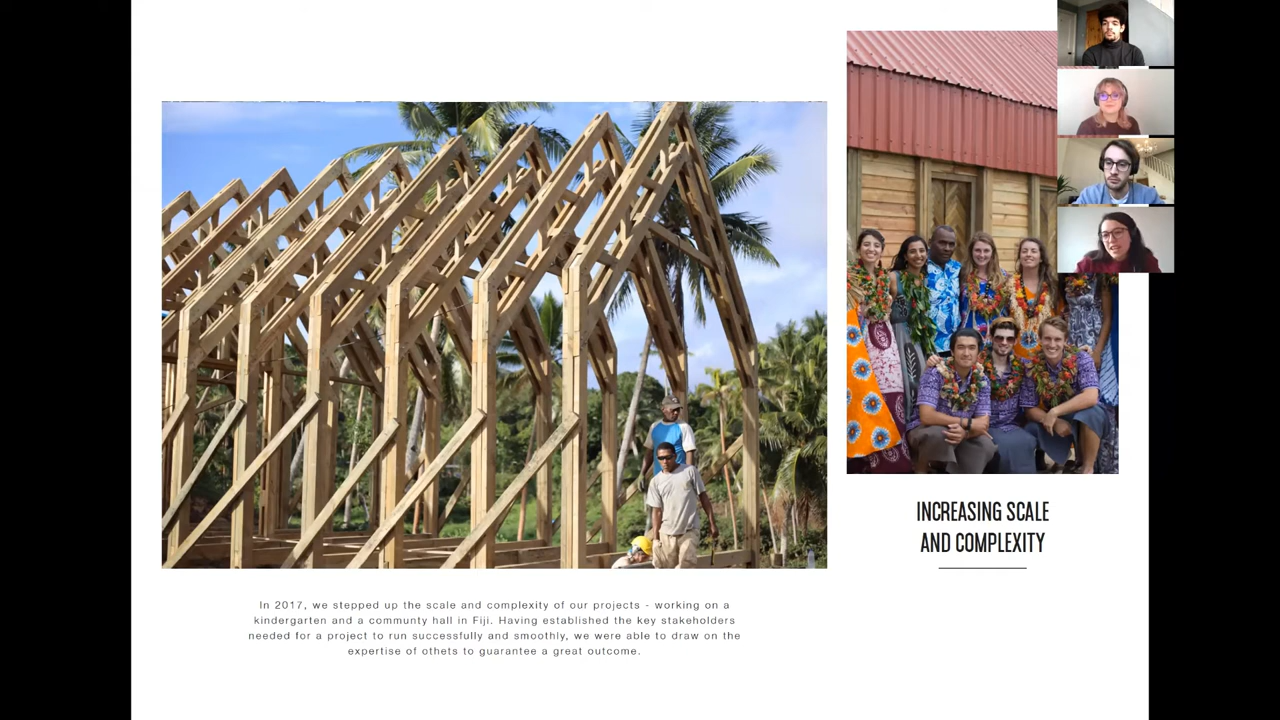 INCREASING SCALE
AND COMPLEXITY
In 2017, we stepped up the scale and complexity of our projects - working on a
kindergarten and a communty hall in Fiji. Having established the key stakeholders
needed for a project to run successfully and smoothly, we were able to draw on the
expertise of othets to guarantee a great outcome.